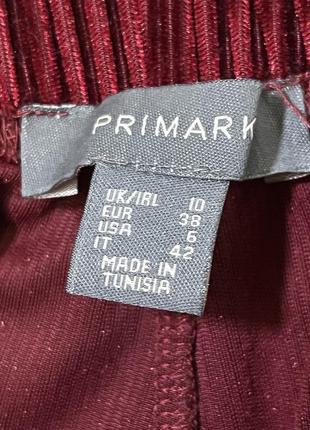 PRIMARK
UK/IRL 10
EUR 38
USA 6
IT 42
MADE IN
TUNISIA